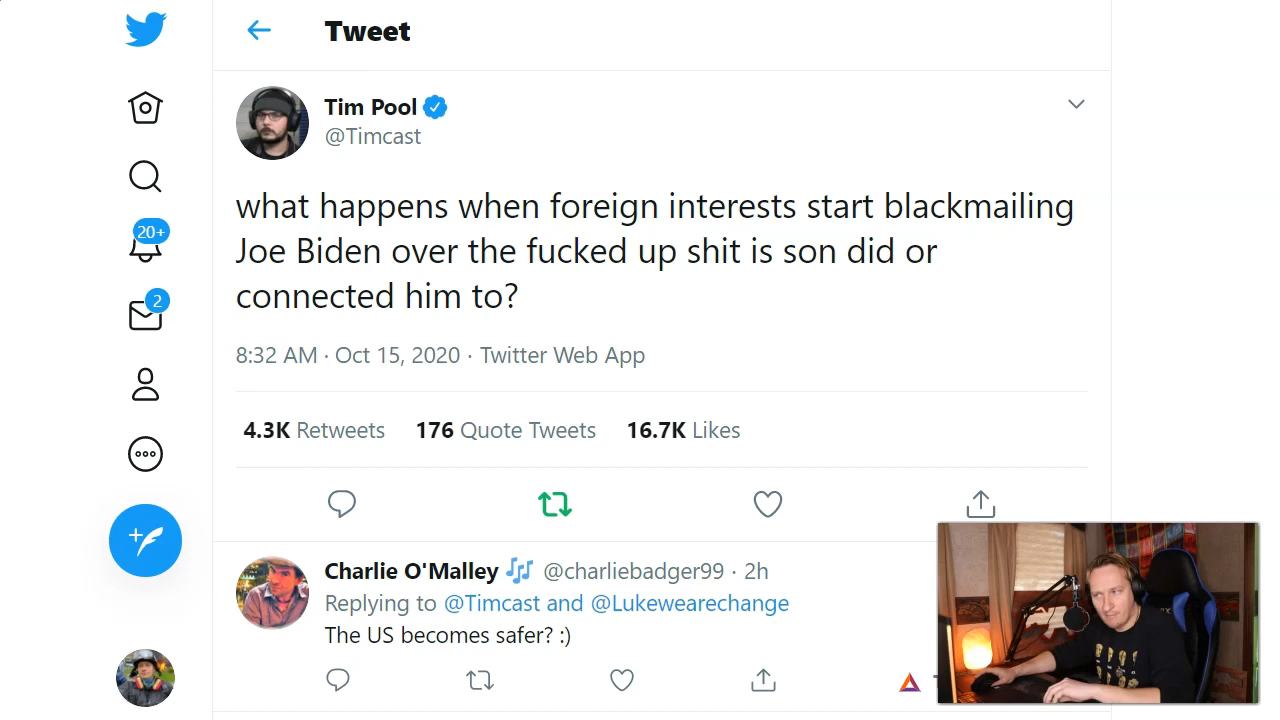 Tweet
Tim Pool
@Timcast
what happens when foreign interests start blackmailing
Joe Biden over the fucked up shit is son did or
connected him to?
8:32 AM · Oct 15, 2020 · Twitter Web App
4.3K Retweets 176 Quote Tweets 16.7K Likes
20+
2
Charlie O'Malley 🎶 @charliebadger99 · 2h
Replying to @Timcast and @Lukewearechange
The US becomes safer? :)